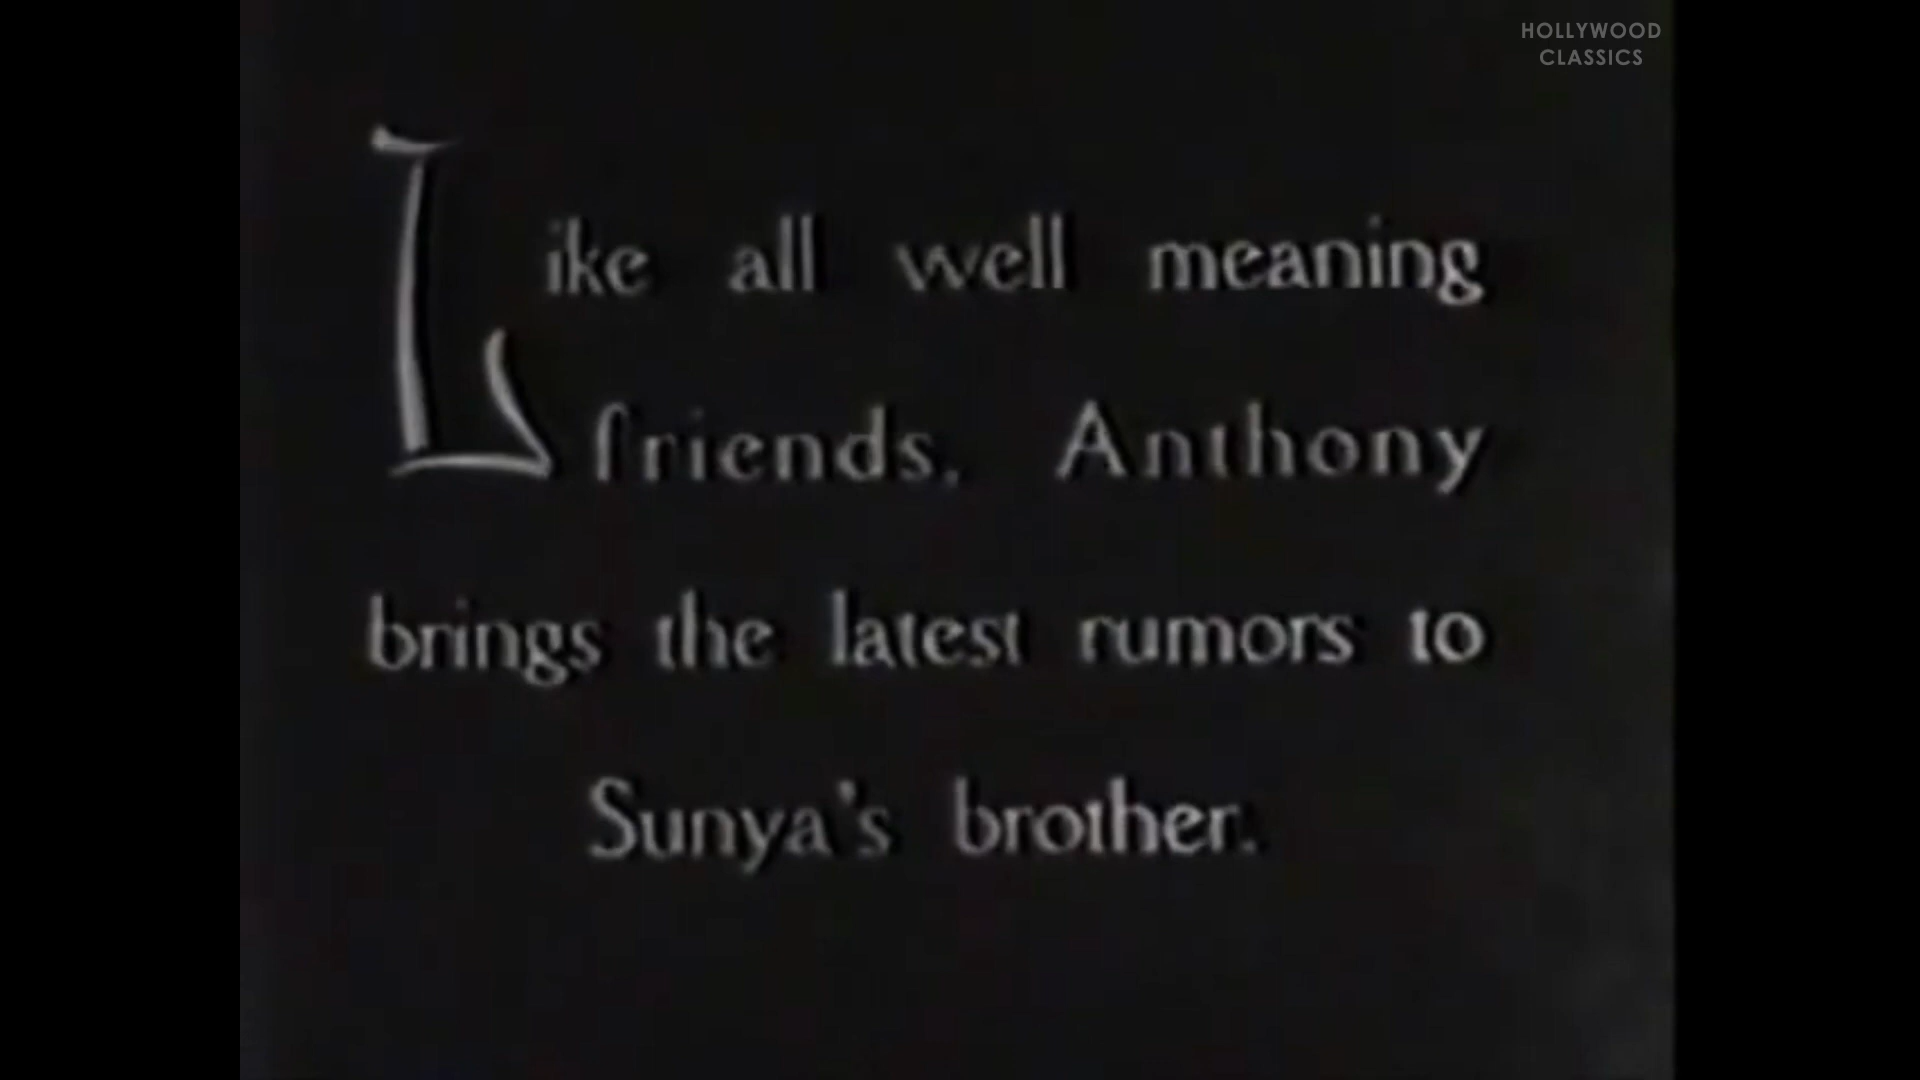 HOLLYWOOD
CLASSICS
Like all well meaning
friends, Anthony
brings the latest rumors to
Sunya's brother.